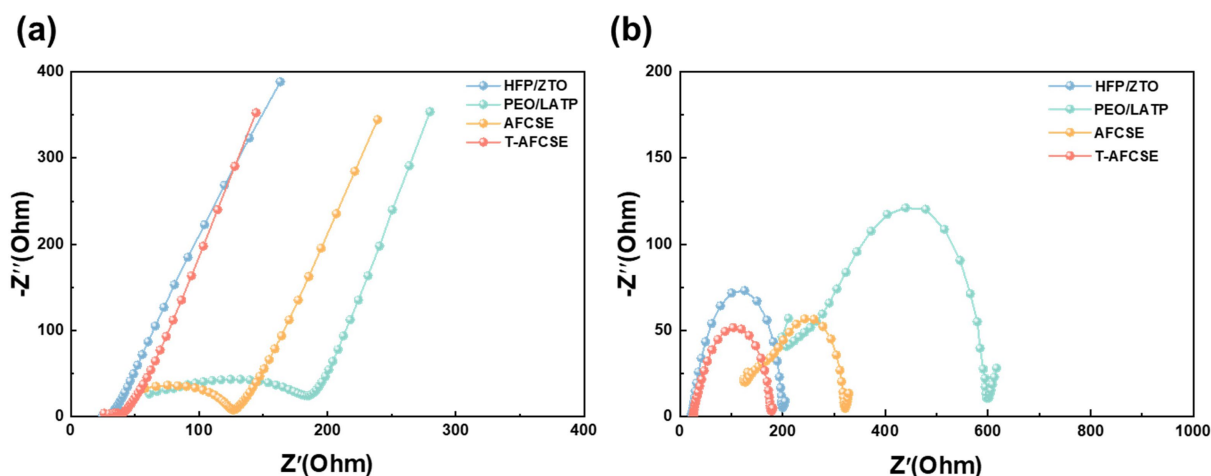 (a)
400
300
200
100
0
-Z″(Ohm)
0
100
200
300
400
Z′(Ohm)
HFP/ZTO
PEO/LATP
AFCSE
T-AFCSE
(b)
200
150
100
50
0
-Z″(Ohm)
0
200
400
600
800
1000
Z′(Ohm)
HFP/ZTO
PEO/LATP
AFCSE
T-AFCSE